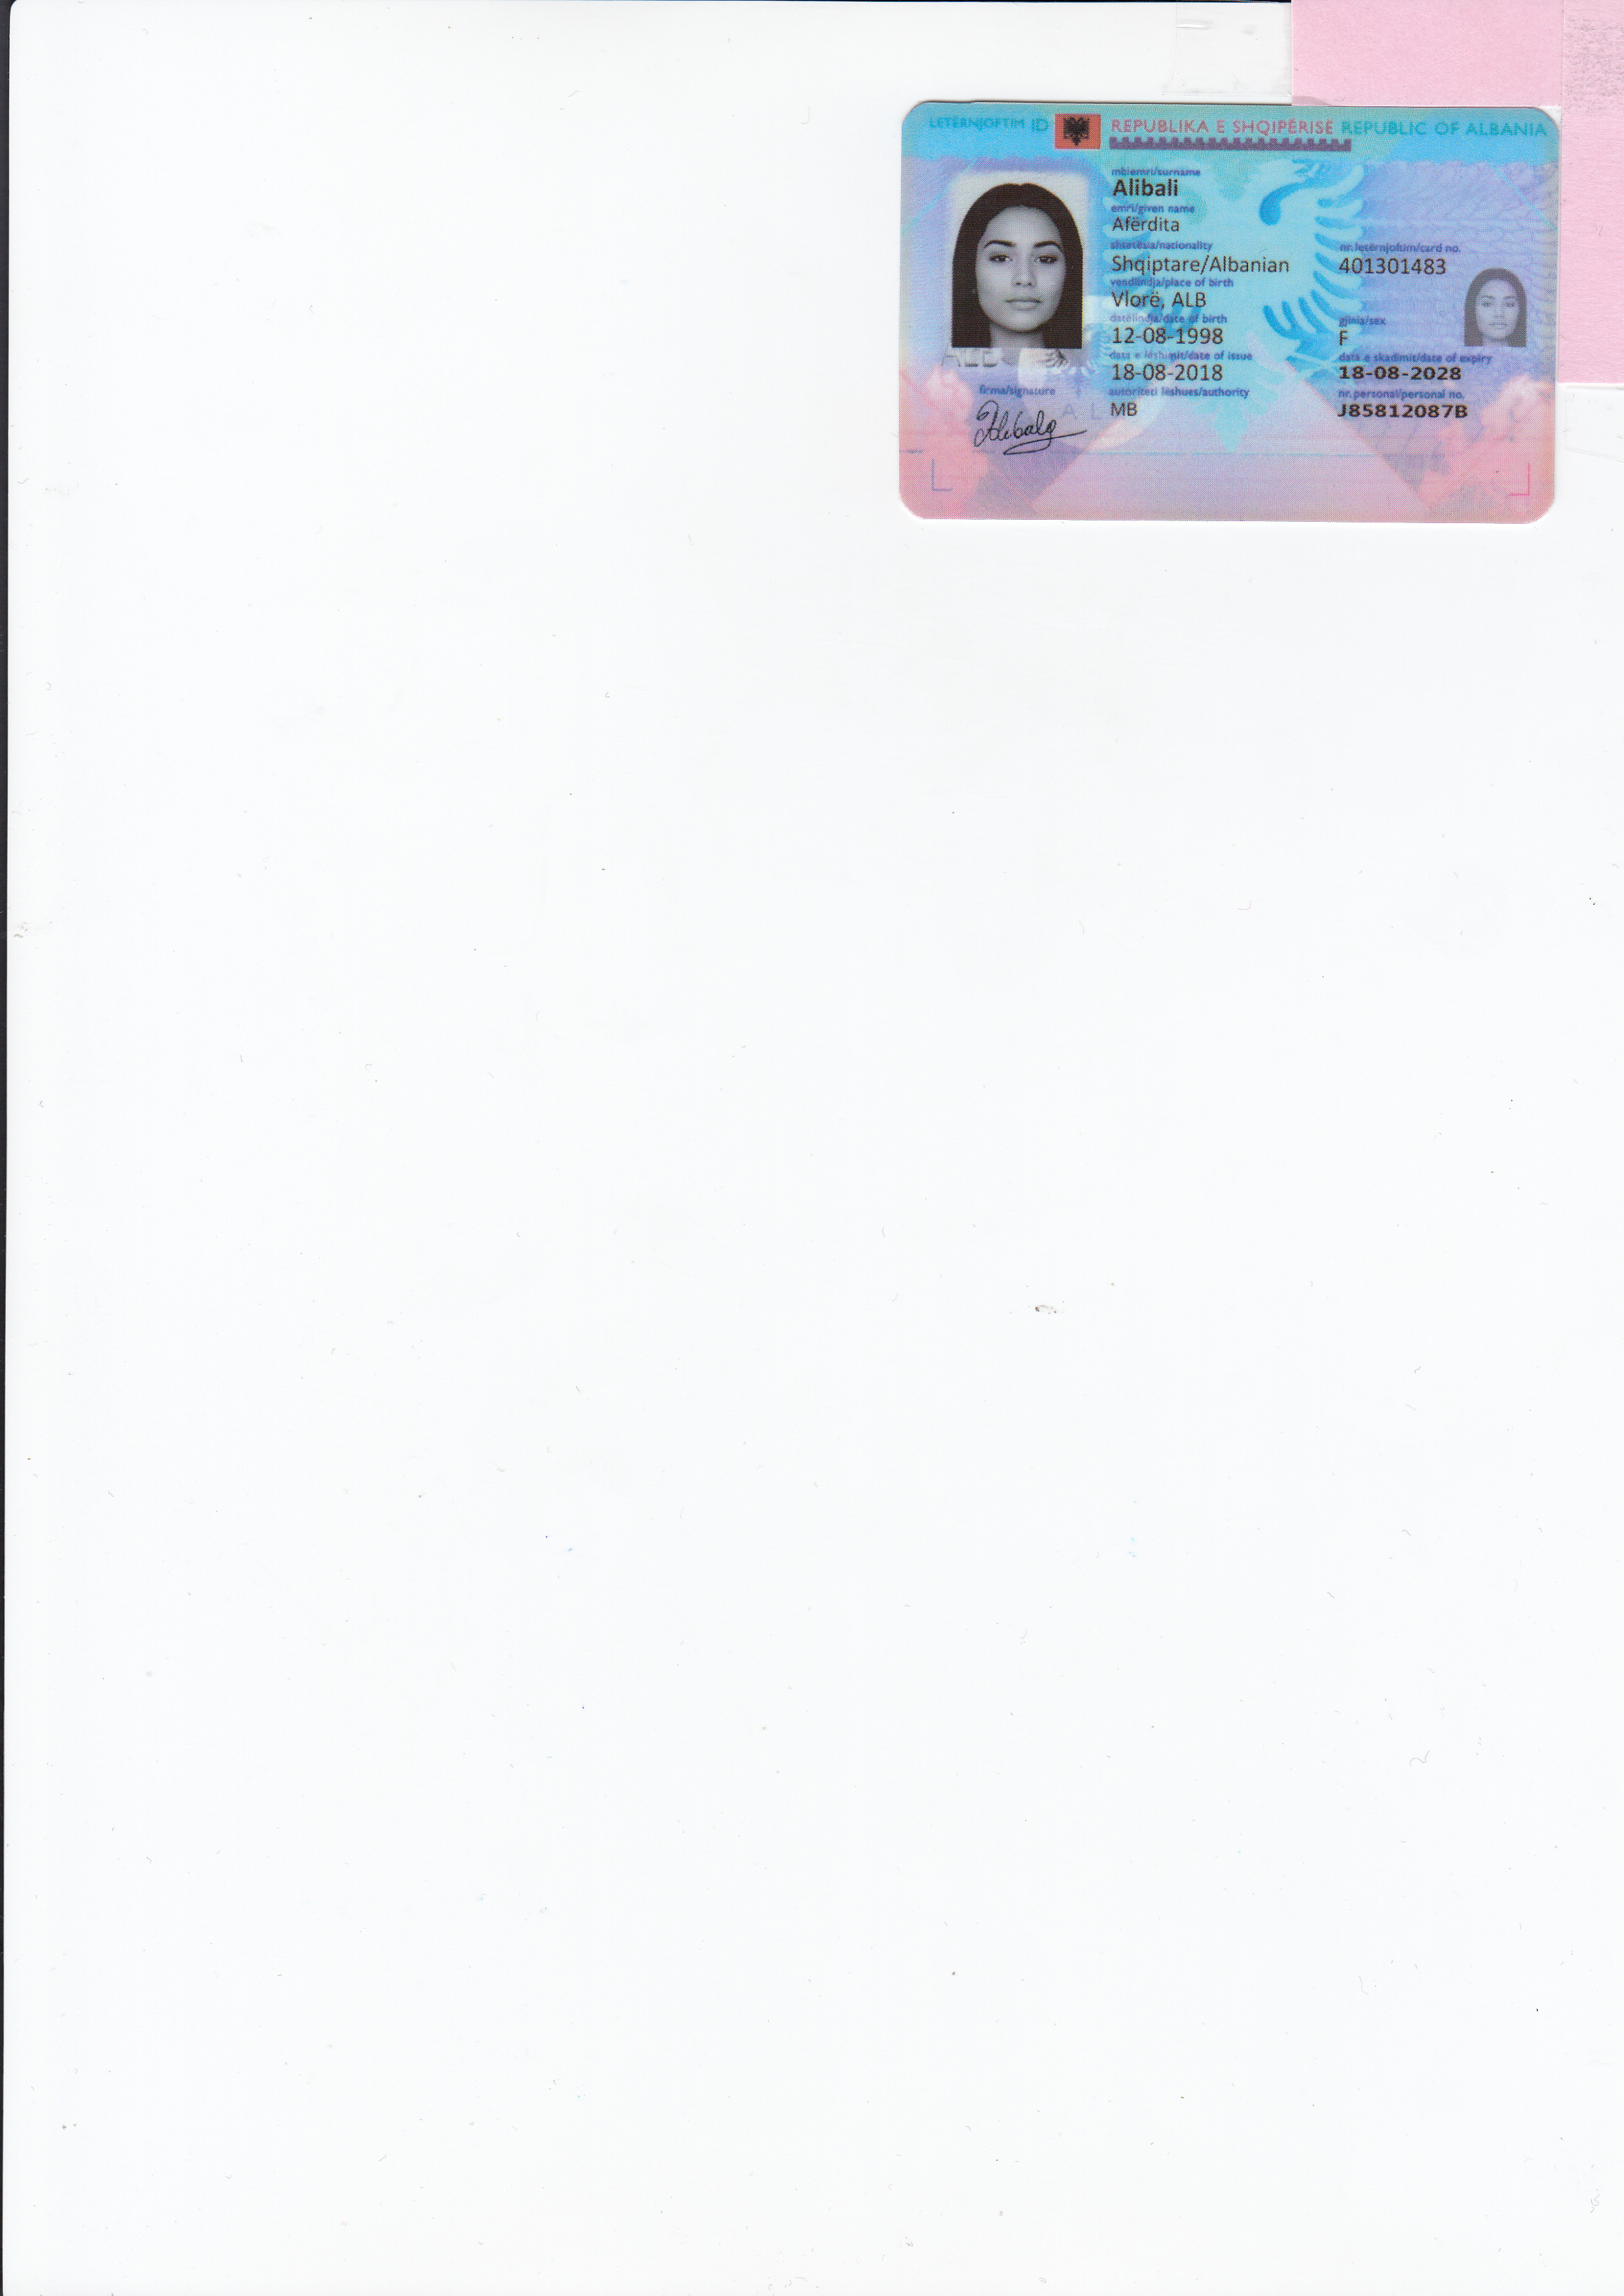 LETËRNJOFTIM ID REPUBLIKA E SHQIPËRISË REPUBLIC OF ALBANIA
mbiemri/surname
Alibali
emri/given name
Afërdita
shtetësia/nationality nr. letërnjoftim/card no.
Shqiptare/Albanian 401301483
vendlindja/place of birth
Vlorë, ALB
datëlindja/date of birth gjinia/sex
12-08-1998 F
data e lëshimit/date of issue data e skadimit/date of expiry
18-08-2018 18-08-2028
firma/signature autoriteti lëshues/authority nr. personal/personal no.
MB J85812087B